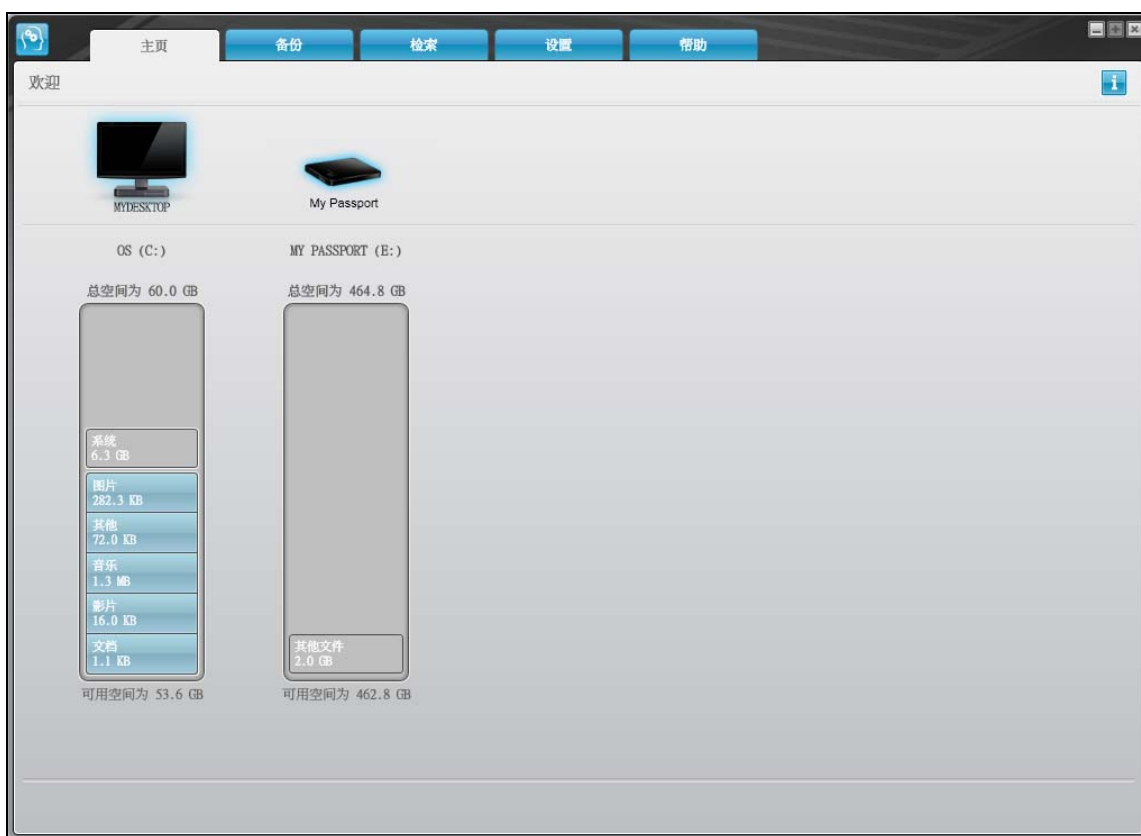 主页
备份
检索
设置
帮助
欢迎
MYDESKTOP
My Passport
OS (C:)
MY PASSPORT (E:)
总空间为 60.0 GB
总空间为 464.8 GB
系统
6.3 GB
图片
282.3 KB
其他
72.0 KB
音乐
1.3 MB
影片
16.0 KB
文档
1.1 KB
其他文件
2.0 GB
可用空间为 53.6 GB
可用空间为 462.8 GB